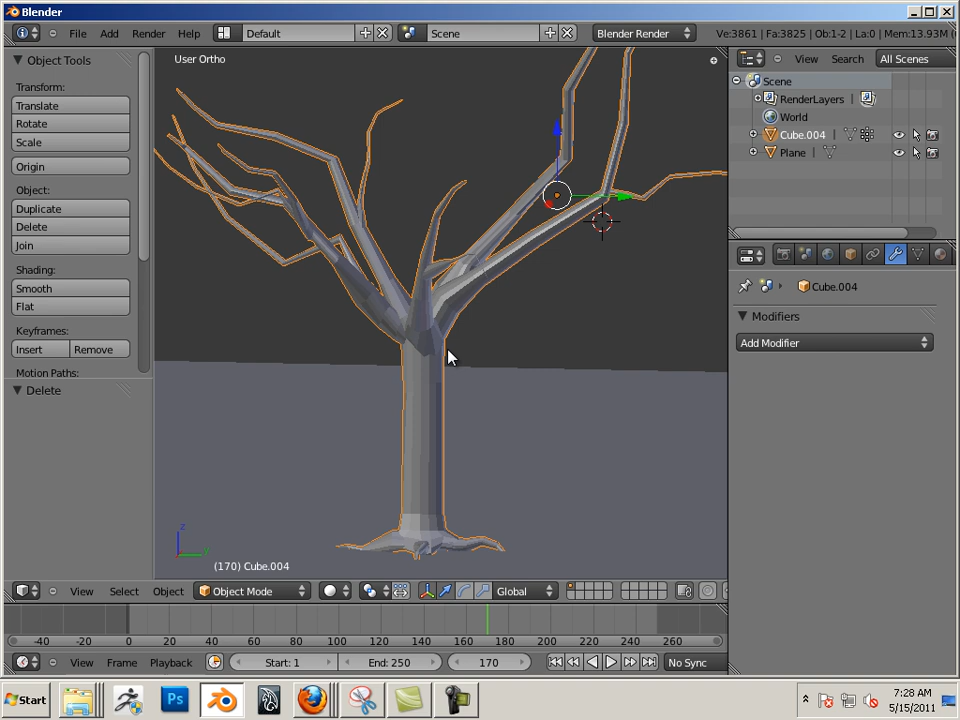 Blender
File Add Render Help Default Scene Blender Render Ve:3861 | Fa:3825 | Ob:1-2 | La:0 | Mem:13.93M (
Object Tools
Transform:
Translate
Rotate
Scale
Origin
Object:
Duplicate
Delete
Join
Shading:
Smooth
Flat
Keyframes:
Insert Remove
Motion Paths:
Delete
User Ortho
z
y
(170) Cube.004
View Search All Scenes
Scene
RenderLayers |
World
Cube.004 |
Plane |
Cube.004
Modifiers
Add Modifier
View Select Object Object Mode Global
-40 -20 0 20 40 60 80 100 120 140 160 180 200 220 240 260
View Frame Playback Start: 1 End: 250 170 No Sync
Start Ps 7:28 AM
5/15/2011